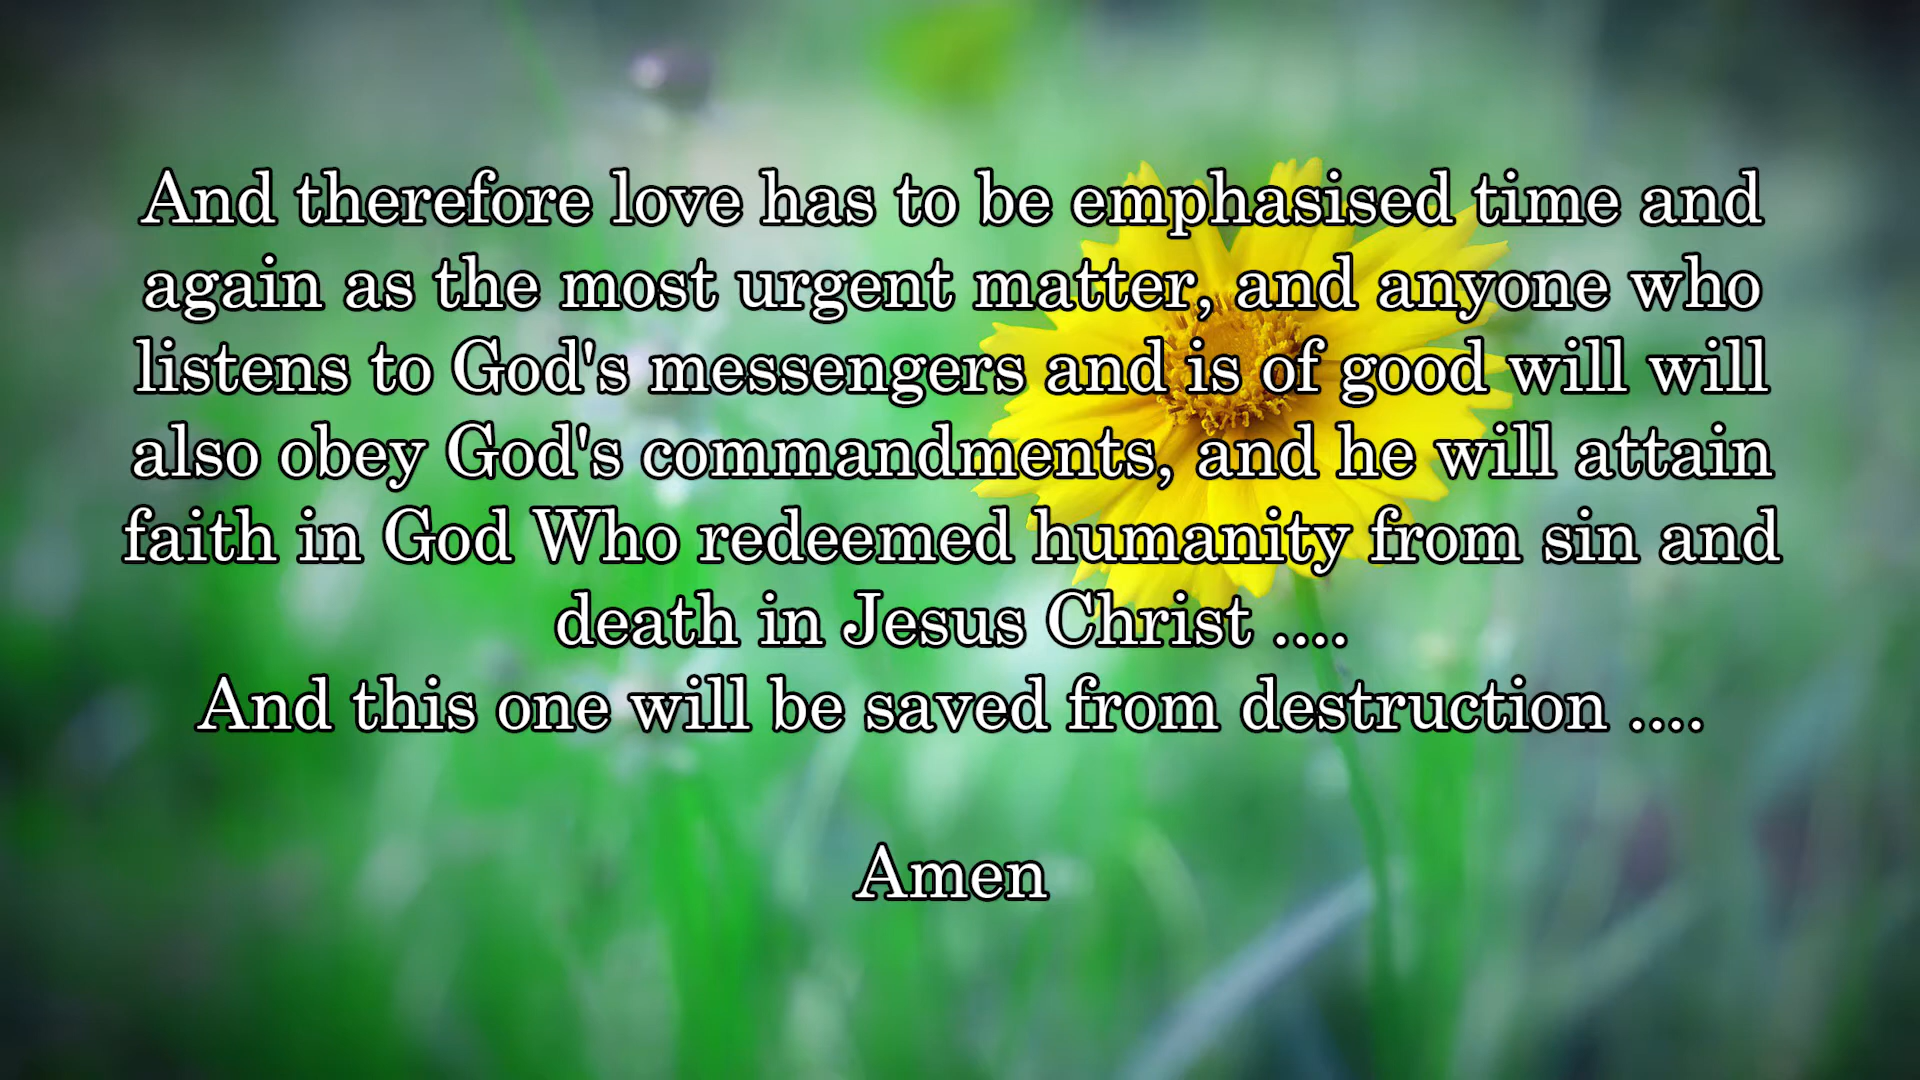 And therefore love has to be emphasised time and
again as the most urgent matter, and anyone who
listens to God's messengers and is of good will will
also obey God's commandments, and he will attain
faith in God Who redeemed humanity from sin and
death in Jesus Christ ....
And this one will be saved from destruction ....
Amen